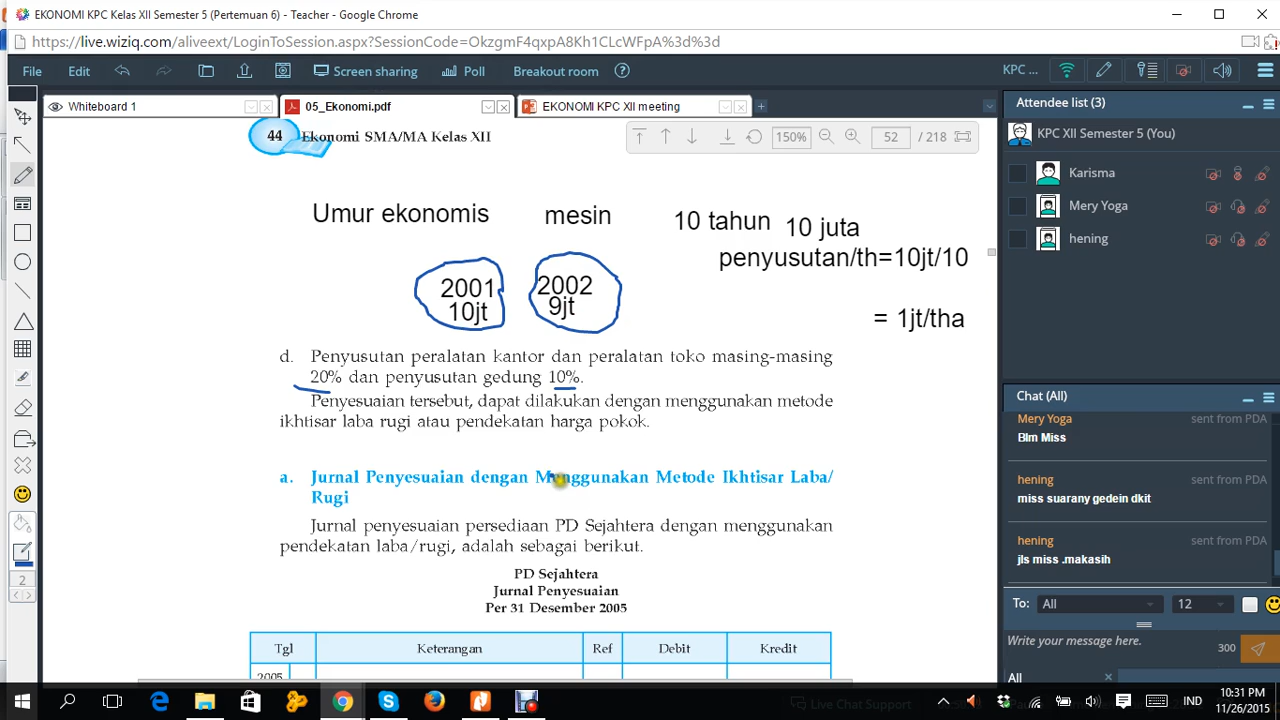 EKONOMI KPC Kelas XII Semester 5 (Pertemuan 6) - Teacher - Google Chrome
https://live.wiziq.com/aliveext/LoginToSession.aspx?SessionCode=OkzgmF4qxpA8Kh1CLcWFpA%3d%3d
File Edit Screen sharing Poll Breakout room KPC ...
Whiteboard 1 05_Ekonomi.pdf EKONOMI KPC XII meeting
44 Ekonomi SMA/MA Kelas XII
150% 52 / 218
Umur ekonomis mesin 10 tahun 10 juta
penyusutan/th=10jt/10
2001 2002
10jt 9jt
= 1jt/tha
d. Penyusutan peralatan kantor dan peralatan toko masing-masing
20% dan penyusutan gedung 10%.
Penyesuaian tersebut, dapat dilakukan dengan menggunakan metode
ikhtisar laba rugi atau pendekatan harga pokok.
a. Jurnal Penyesuaian dengan Menggunakan Metode Ikhtisar Laba/
Rugi
Jurnal penyesuaian persediaan PD Sejahtera dengan menggunakan
pendekatan laba/rugi, adalah sebagai berikut.
PD Sejahtera
Jurnal Penyesuaian
Per 31 Desember 2005
Tgl Keterangan Ref Debit Kredit
2005
2
Attendee list (3)
KPC XII Semester 5 (You)
Karisma
Mery Yoga
hening
Chat (All)
Mery Yoga sent from PDA
Blm Miss
hening sent from PDA
miss suarany gedein dkit
hening sent from PDA
jls miss .makasih
To: All 12
Write your message here. 300
All
Live Chat Support
IND 10:31 PM
11/26/2015